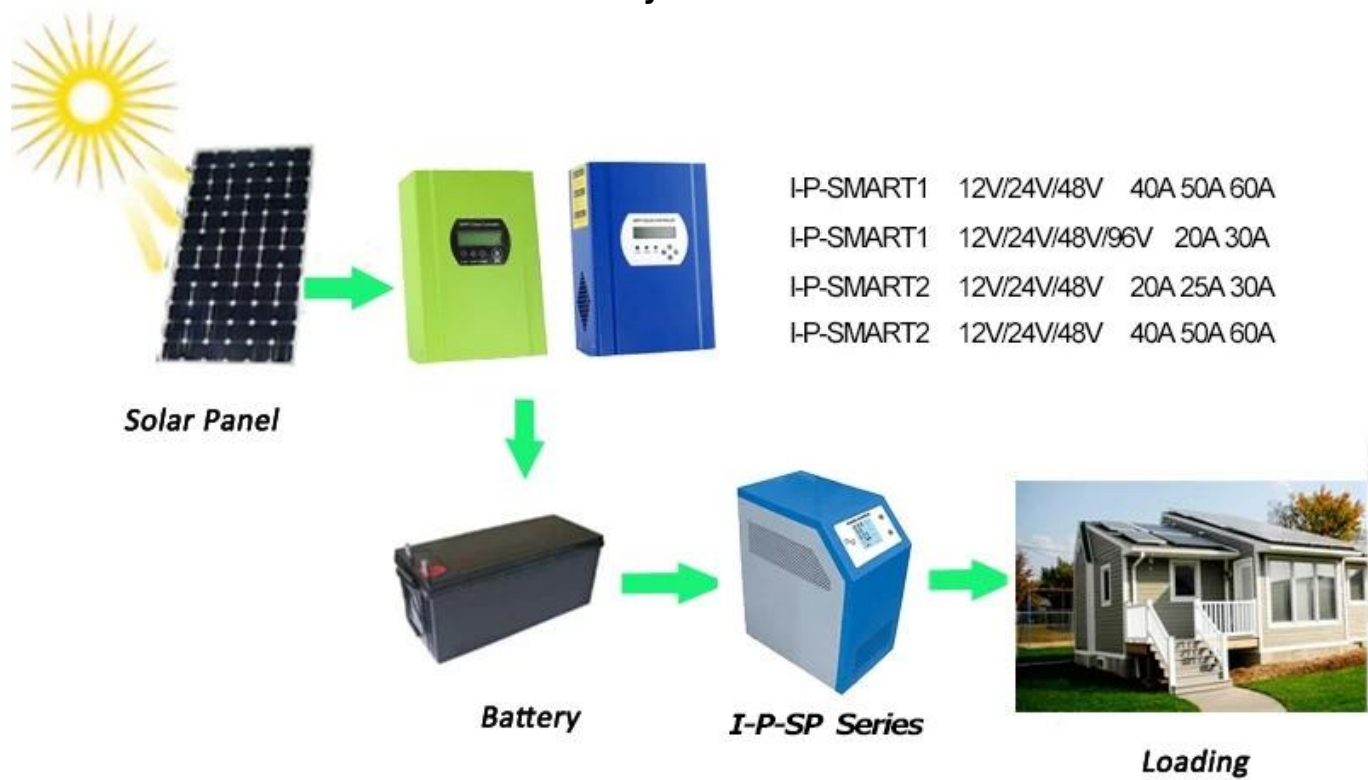 I-P-SMART1 12V/24V/48V 40A 50A 60A
I-P-SMART1 12V/24V/48V/96V 20A 30A
I-P-SMART2 12V/24V/48V 20A 25A 30A
I-P-SMART2 12V/24V/48V 40A 50A 60A
Solar Panel
Battery
I-P-SP Series
Loading